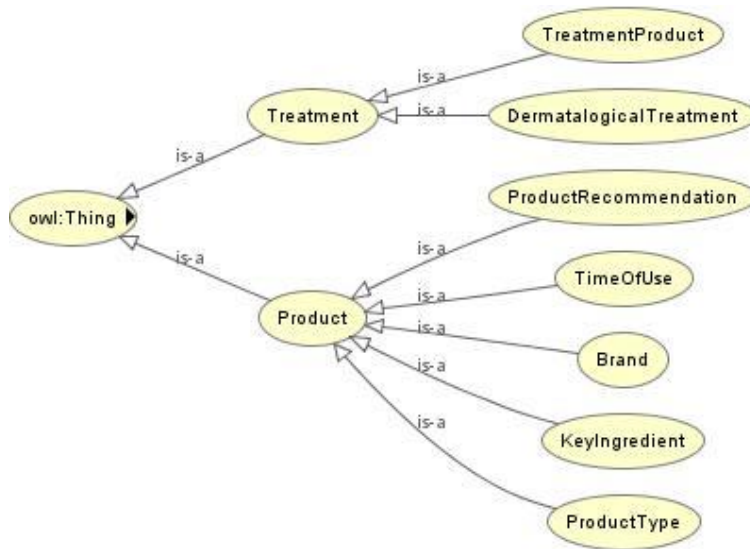 TreatmentProduct
is-a
Treatment
is-a
DermatalogicalTreatment
is-a
ProductRecommendation
owl:Thing
is-a
is-a
TimeOfUse
is-a
Product
is-a
Brand
is-a
KeyIngredient
is-a
ProductType